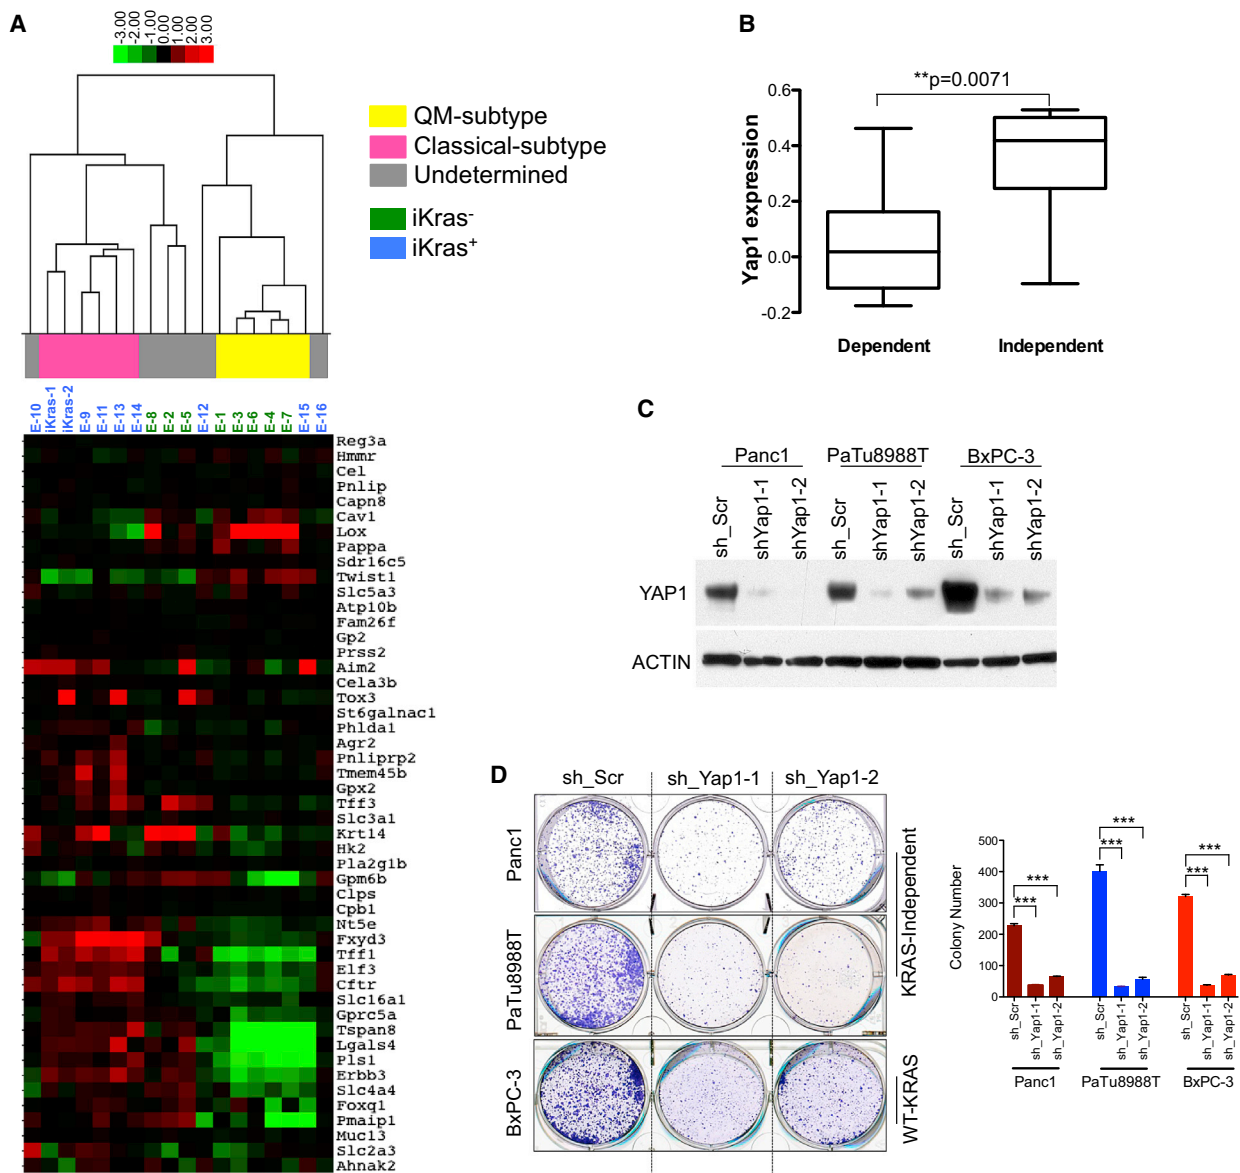 A
-3.00
-2.00
-1.00
0.00
1.00
2.00
3.00
QM-subtype
Classical-subtype
Undetermined
iKras-
iKras+
E-10
iKras-1
iKras-2
E-9
E-11
E-13
E-14
E-8
E-2
E-5
E-12
E-1
E-3
E-6
E-4
E-7
E-15
E-16
Reg3a
Hmmr
Cel
Pnlip
Capn8
Cav1
Lox
Pappa
Sdr16c5
Twist1
Slc5a3
Atp10b
Fam26f
Gp2
Prss2
Aim2
Cela3b
Tox3
St6galnac1
Phlda1
Agr2
Pnliprp2
Tmem45b
Gpx2
Tff3
Slc3a1
Krt14
Hk2
Pla2g1b
Gpm6b
Clps
Cpb1
Nt5e
Fxyd3
Tff1
Elf3
Cftr
Slc16a1
Gprc5a
Tspan8
Lgals4
Pls1
Erbb3
Slc4a4
Foxq1
Pmaip1
Muc13
Slc2a3
Ahnak2
B
**p=0.0071
Yap1 expression
0.6
0.4
0.2
0.0
-0.2
Dependent
Independent
C
Panc1
PaTu8988T
BxPC-3
sh_Scr
shYap1-1
shYap1-2
sh_Scr
shYap1-1
shYap1-2
sh_Scr
shYap1-1
shYap1-2
YAP1
ACTIN
D
sh_Scr
sh_Yap1-1
sh_Yap1-2
Panc1
PaTu8988T
BxPC-3
KRAS-Independent
WT-KRAS
Colony Number
500
400
300
200
100
0
***
***
***
***
***
***
sh_Scr
sh_Yap1-1
sh_Yap1-2
sh_Scr
sh_Yap1-1
sh_Yap1-2
sh_Scr
sh_Yap1-1
sh_Yap1-2
Panc1
PaTu8988T
BxPC-3